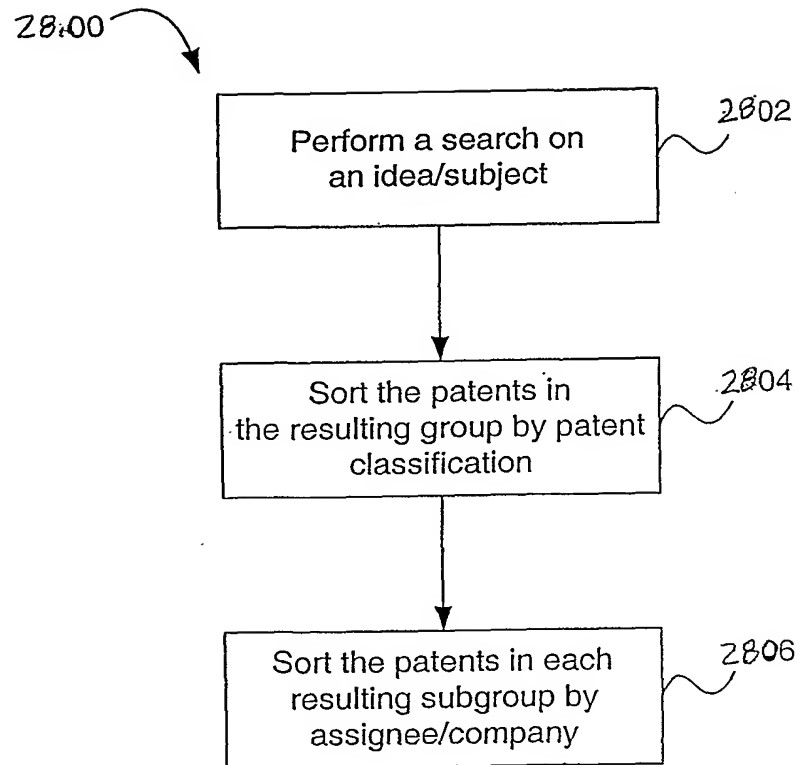 2800
Perform a search on
an idea/subject
2802
Sort the patents in
the resulting group by patent
classification
2804
Sort the patents in each
resulting subgroup by
assignee/company
2806